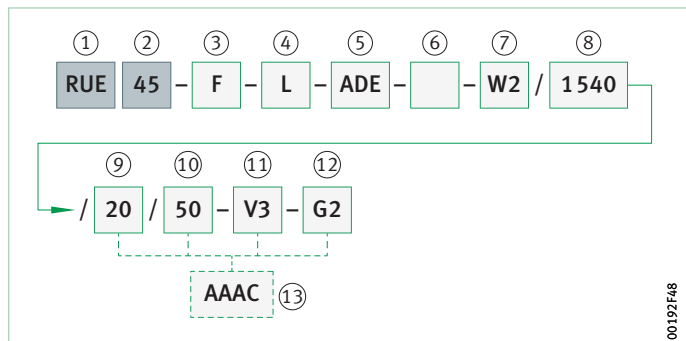 ① ② ③ ④ ⑤ ⑥ ⑦ ⑧
RUE 45 – F – L – ADE – – W2 / 1540
⑨ ⑩ ⑪ ⑫
/ 20 / 50 – V3 – G2
AAAC ⑬
00192F48